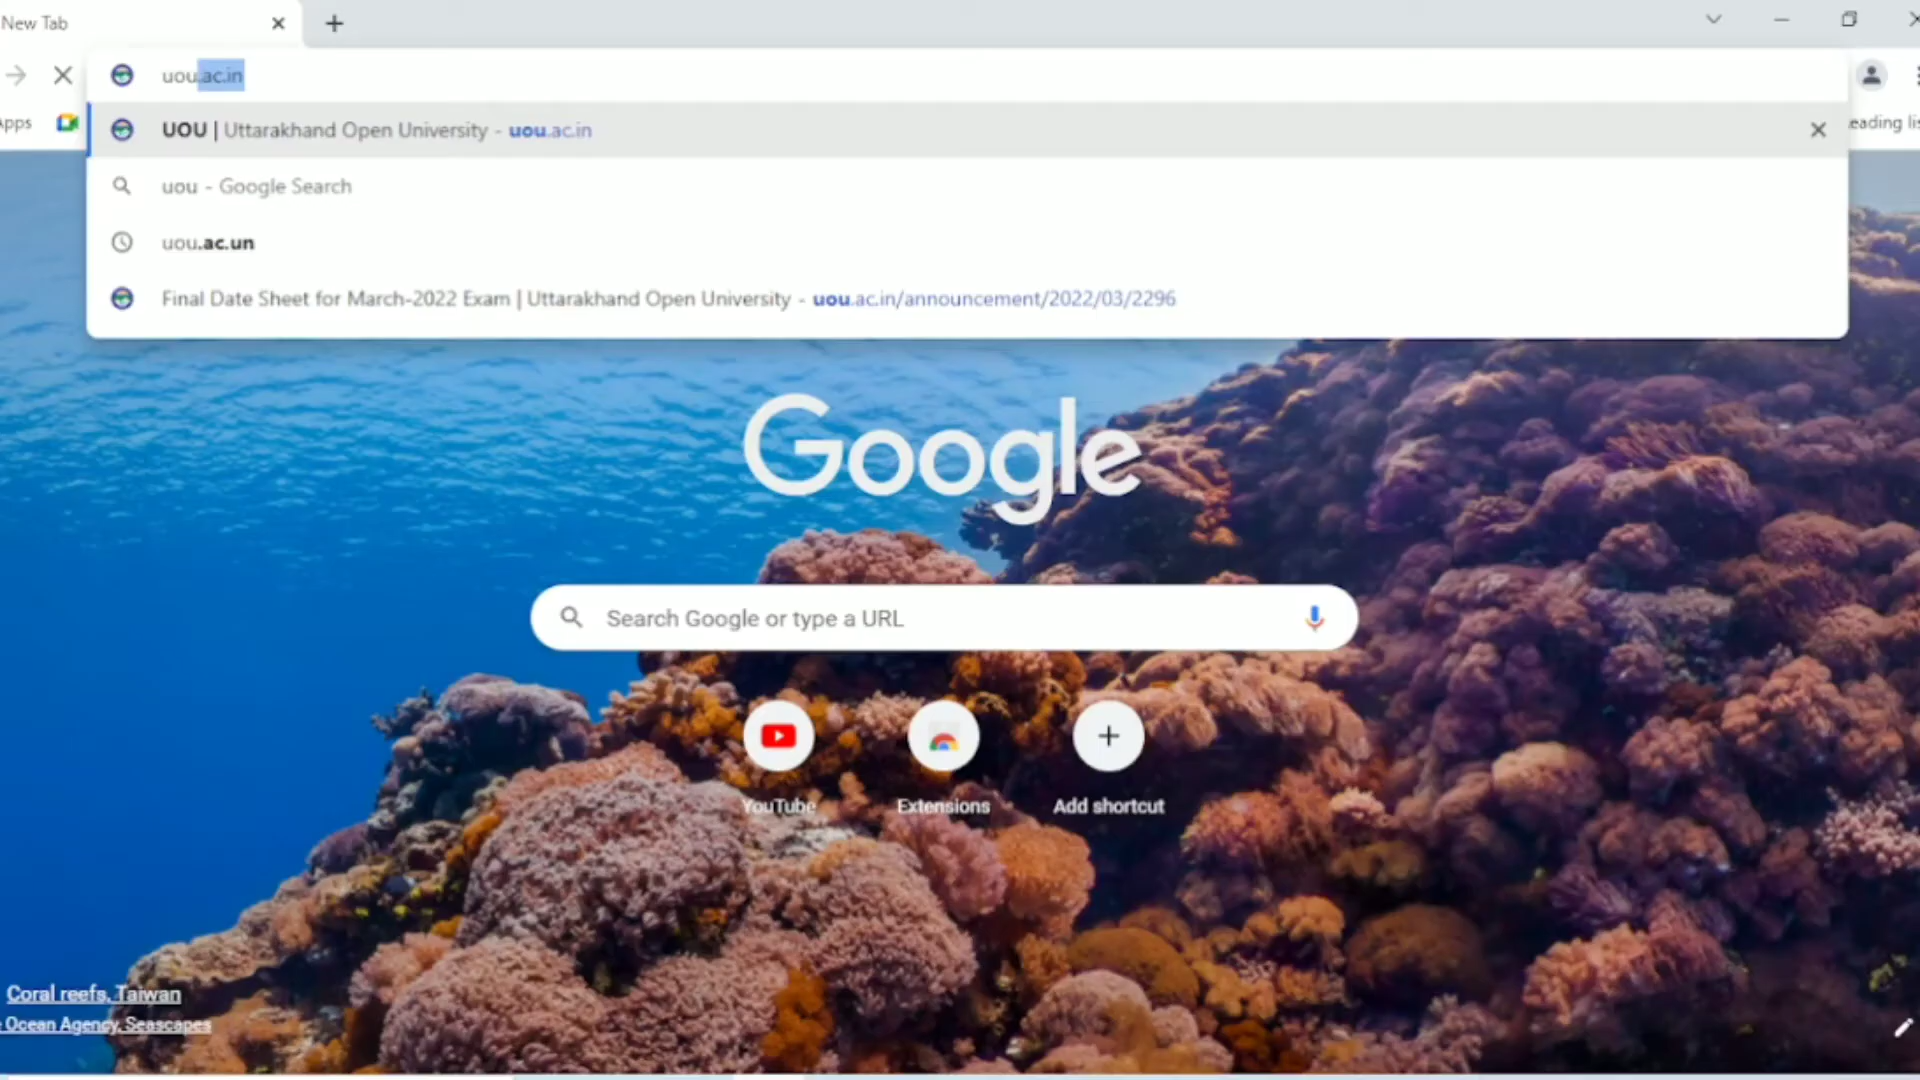 New Tab
uou.ac.in
UOU | Uttarakhand Open University - uou.ac.in
uou - Google Search
uou.ac.un
Final Date Sheet for March-2022 Exam | Uttarakhand Open University - uou.ac.in/announcement/2022/03/2296
Google
Search Google or type a URL
YouTube
Extensions
Add shortcut
Coral reefs, Taiwan
Ocean Agency, Seascapes